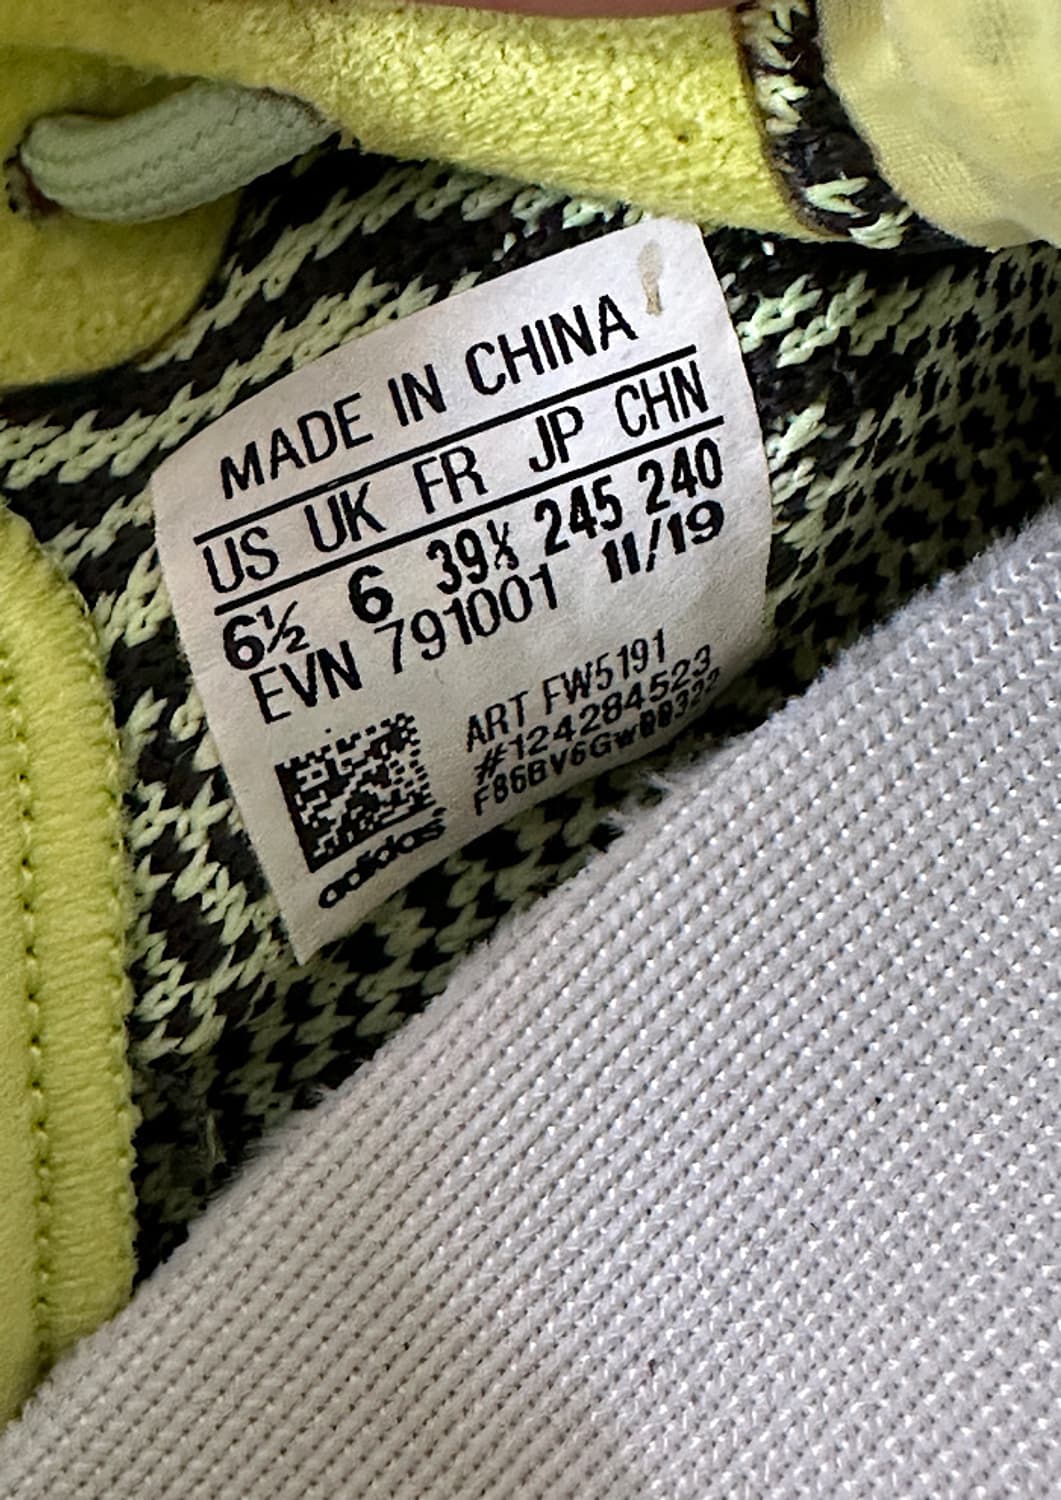 MADE IN CHINA
US UK FR JP CHN
6½ 6 39⅓ 245 240
EVN 791001 11/19
ART FW5191
#124284523
adidas